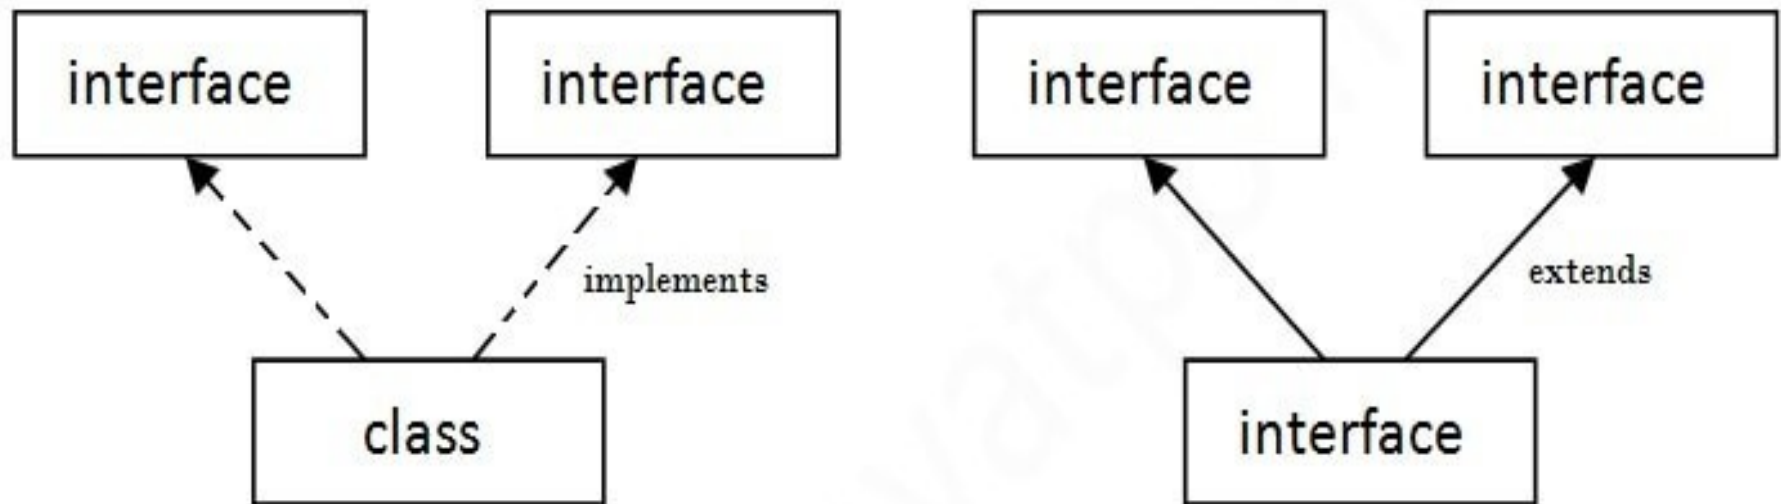 interface
interface
interface
interface
implements
extends
class
interface